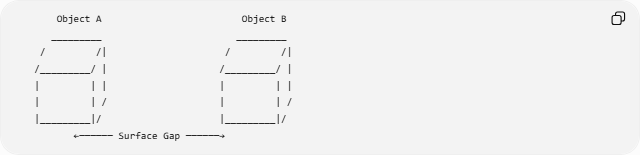 Object A Object B
←────── Surface Gap ──────→